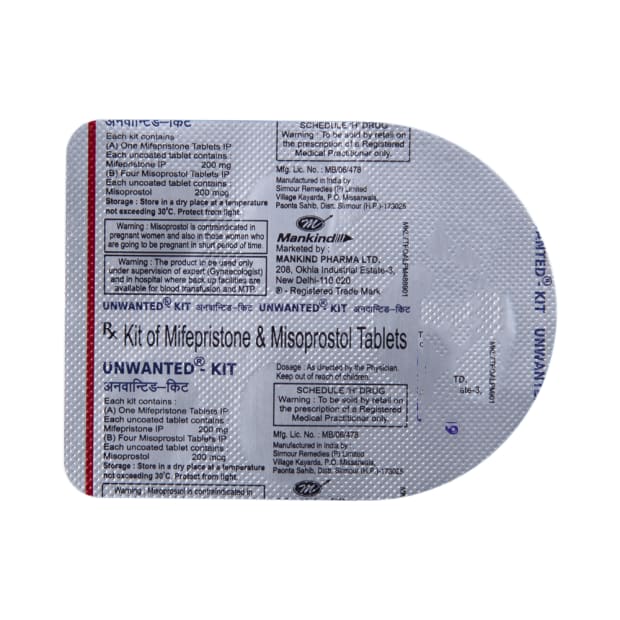 अनवान्टिड-किट
Each kit contains
(A) One Mifepristone Tablets IP
Each uncoated tablet contains :
Mifepristone IP 200 mg
(B) Four Misoprostol Tablets IP
Each uncoated tablet contains
Misoprostol 200 mcg
Storage : Store in a dry place at a temperature
not exceeding 30°C. Protect from light.
Warning : Misoprostol is contraindicated in
pregnant women and also in those women who
are going to be pregnant in short period of time.
Warning : The product to be used only
under supervision of expert (Gynaecologist)
and in hospital where back up facilities are
available for blood transfusion and MTP.
SCHEDULE 'H' DRUG
Warning : To be sold by retail on
the prescription of a Registered
Medical Practitioner only.
Mfg. Lic. No. : MB/06/478
Manufactured in India by :
Sirmour Remedies (P) Limited
Village Kayarda, P.O. Missarwala,
Paonta Sahib, Distt. Sirmour (H.P.)-173025
Mankind
Marketed by :
MANKIND PHARMA LTD.
208, Okhla Industrial Estate-3,
New Delhi-110 020
® - Registered Trade Mark
UNWANTED® KIT अनवान्टिड-किट UNWANTED® KIT अनवान्टिड-किट
Rx Kit of Mifepristone & Misoprostol Tablets
UNWANTED®- KIT
अनवान्टिड-किट
Each kit contains :
(A) One Mifepristone Tablets IP
Each uncoated tablet contains
Mifepristone IP 200 mg
(B) Four Misoprostol Tablets IP
Each uncoated tablet contains
Misoprostol 200 mcg
Storage : Store in a dry place at a temperature
not exceeding 30°C. Protect from light.
Warning : Misoprostol is contraindicated in
Dosage : As directed by the Physician.
Keep out of reach of children.
SCHEDULE 'H' DRUG
Warning : To be sold by retail on
the prescription of a Registered
Medical Practitioner only.
Mfg. Lic. No. : MB/06/478
Manufactured in India by :
Sirmour Remedies (P) Limited
Village Kayarda, P.O. Missarwala,
Paonta Sahib, Distt. Sirmour (H.P.)-173025
TD.
ate-3,
WANTED® KIT UNWANT